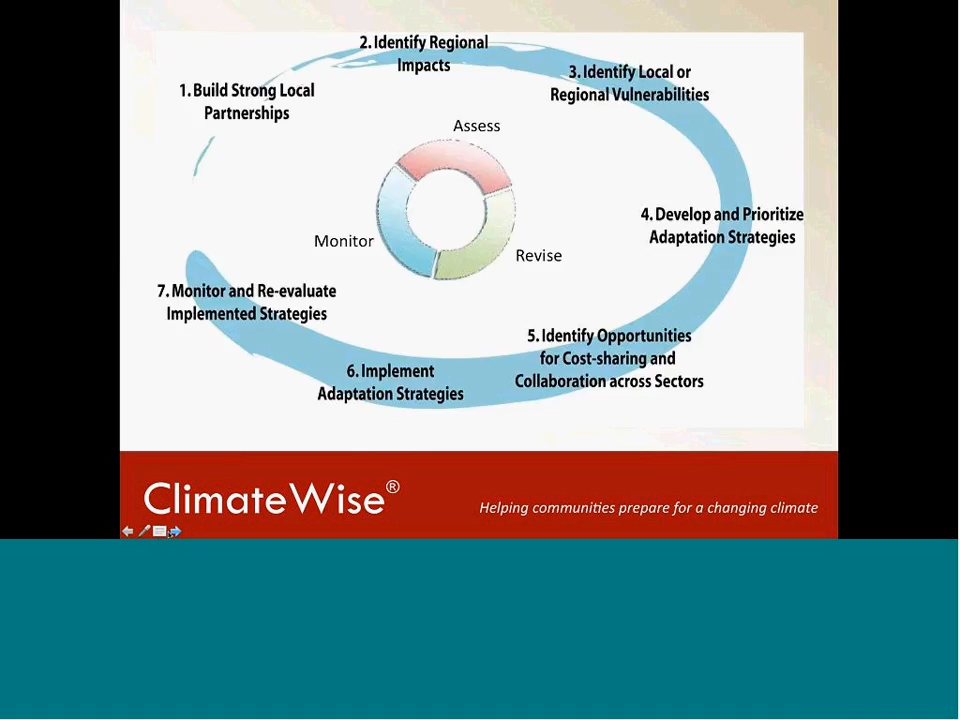 2. Identify Regional
Impacts
1. Build Strong Local
Partnerships
3. Identify Local or
Regional Vulnerabilities
Assess
4. Develop and Prioritize
Adaptation Strategies
Monitor
Revise
7. Monitor and Re-evaluate
Implemented Strategies
5. Identify Opportunities
for Cost-sharing and
Collaboration across Sectors
6. Implement
Adaptation Strategies
ClimateWise®
Helping communities prepare for a changing climate